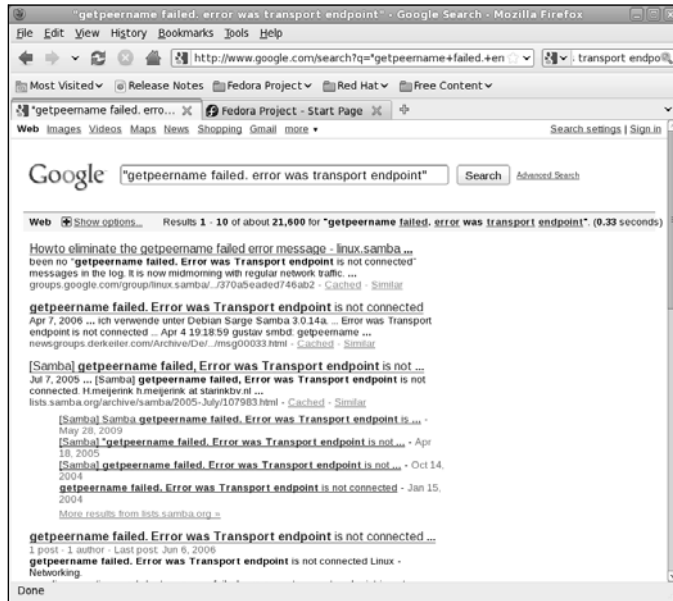 "getpeername failed. error was transport endpoint" - Google Search - Mozilla Firefox
File Edit View History Bookmarks Tools Help
http://www.google.com/search?q="getpeername+failed.+err
transport endpo
Most Visited Release Notes Fedora Project Red Hat Free Content
"getpeername failed. erro... Fedora Project - Start Page
Web Images Videos Maps News Shopping Gmail more ▾ Search settings | Sign in
Google "getpeername failed. error was transport endpoint" Search Advanced Search
Web Show options... Results 1 - 10 of about 21,600 for "getpeername failed. error was transport endpoint". (0.33 seconds)
Howto eliminate the getpeername failed error message - linux.samba ...
been no "getpeername failed. Error was Transport endpoint is not connected"
messages in the log. It is now midmorning with regular network traffic. ...
groups.google.com/group/linux.samba/.../370a5eaded746ab2 - Cached - Similar
getpeername failed. Error was Transport endpoint is not connected
Apr 7, 2006 ... ich verwende unter Debian Sarge Samba 3.0.14a. ... Error was Transport
endpoint is not connected ... Apr 4 19:18:59 gustav smbd: getpeername ...
newsgroups.derkeiler.com/Archive/De/.../msg00033.html - Cached - Similar
[Samba] getpeername failed, Error was Transport endpoint is not ...
Jul 7, 2005 ... [Samba] getpeername failed, Error was Transport endpoint is not
connected. H.meijerink h.meijerink at starinkbv.nl ...
lists.samba.org/archive/samba/2005-July/107983.html - Cached - Similar
[Samba] Samba getpeername failed. Error was Transport endpoint is ... -
May 28, 2009
[Samba] "getpeername failed. Error was Transport endpoint is not ... - Apr
18, 2005
[Samba] getpeername failed. Error was Transport endpoint is not ... - Oct 14,
2004
getpeername failed. Error was Transport endpoint is not connected - Jan 15,
2004
More results from lists.samba.org »
getpeername failed. Error was Transport endpoint is not connected ...
1 post - 1 author - Last post: Jun 6, 2006
getpeername failed. Error was Transport endpoint is not connected Linux -
Networking.
Done